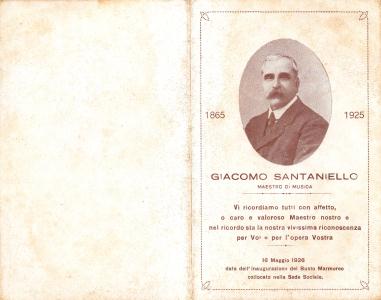 1865
1925
GIACOMO SANTANIELLO
MAESTRO DI MUSICA
Vi ricordiamo tutti con affetto,
o caro e valoroso Maestro nostro e
nel ricordo sta la nostra vivissima riconoscenza
per Voi e per l'opera Vostra
16 Maggio 1926
data dell'inaugurazione del Busto Marmoreo
collocato nella Sede Sociale.